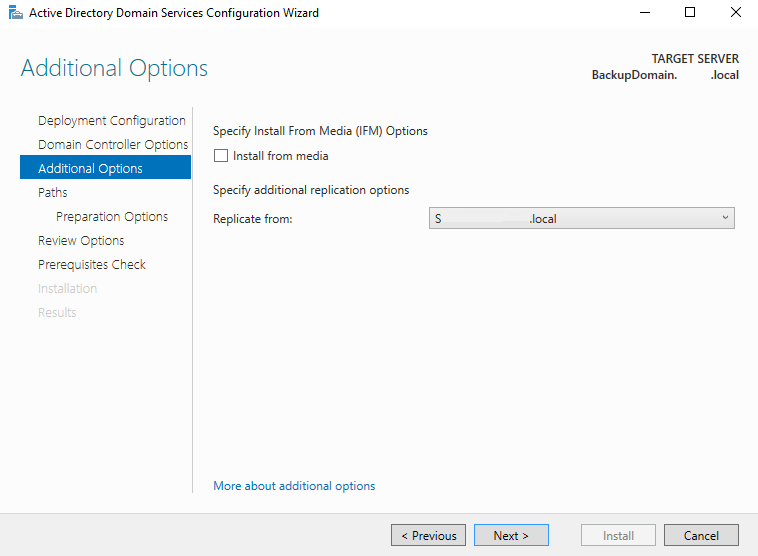 Active Directory Domain Services Configuration Wizard
Additional Options
TARGET SERVER
BackupDomain. .local
Deployment Configuration
Domain Controller Options
Additional Options
Paths
Preparation Options
Review Options
Prerequisites Check
Installation
Results
Specify Install From Media (IFM) Options
Install from media
Specify additional replication options
Replicate from: S .local
More about additional options
< Previous Next > Install Cancel